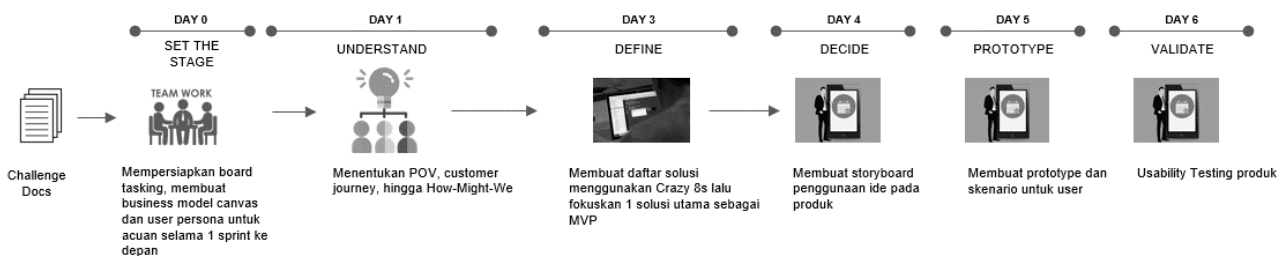 DAY 0
SET THE
STAGE
TEAM WORK
Mempersiapkan board
tasking, membuat
business model canvas
dan user persona untuk
acuan selama 1 sprint ke
depan
Challenge
Docs
DAY 1
UNDERSTAND
Menentukan POV, customer
journey, hingga How-Might-We
DAY 3
DEFINE
Membuat daftar solusi
menggunakan Crazy 8s lalu
fokuskan 1 solusi utama sebagai
MVP
DAY 4
DECIDE
Membuat storyboard
penggunaan ide pada
produk
DAY 5
PROTOTYPE
Membuat prototype dan
skenario untuk user
DAY 6
VALIDATE
Usability Testing produk